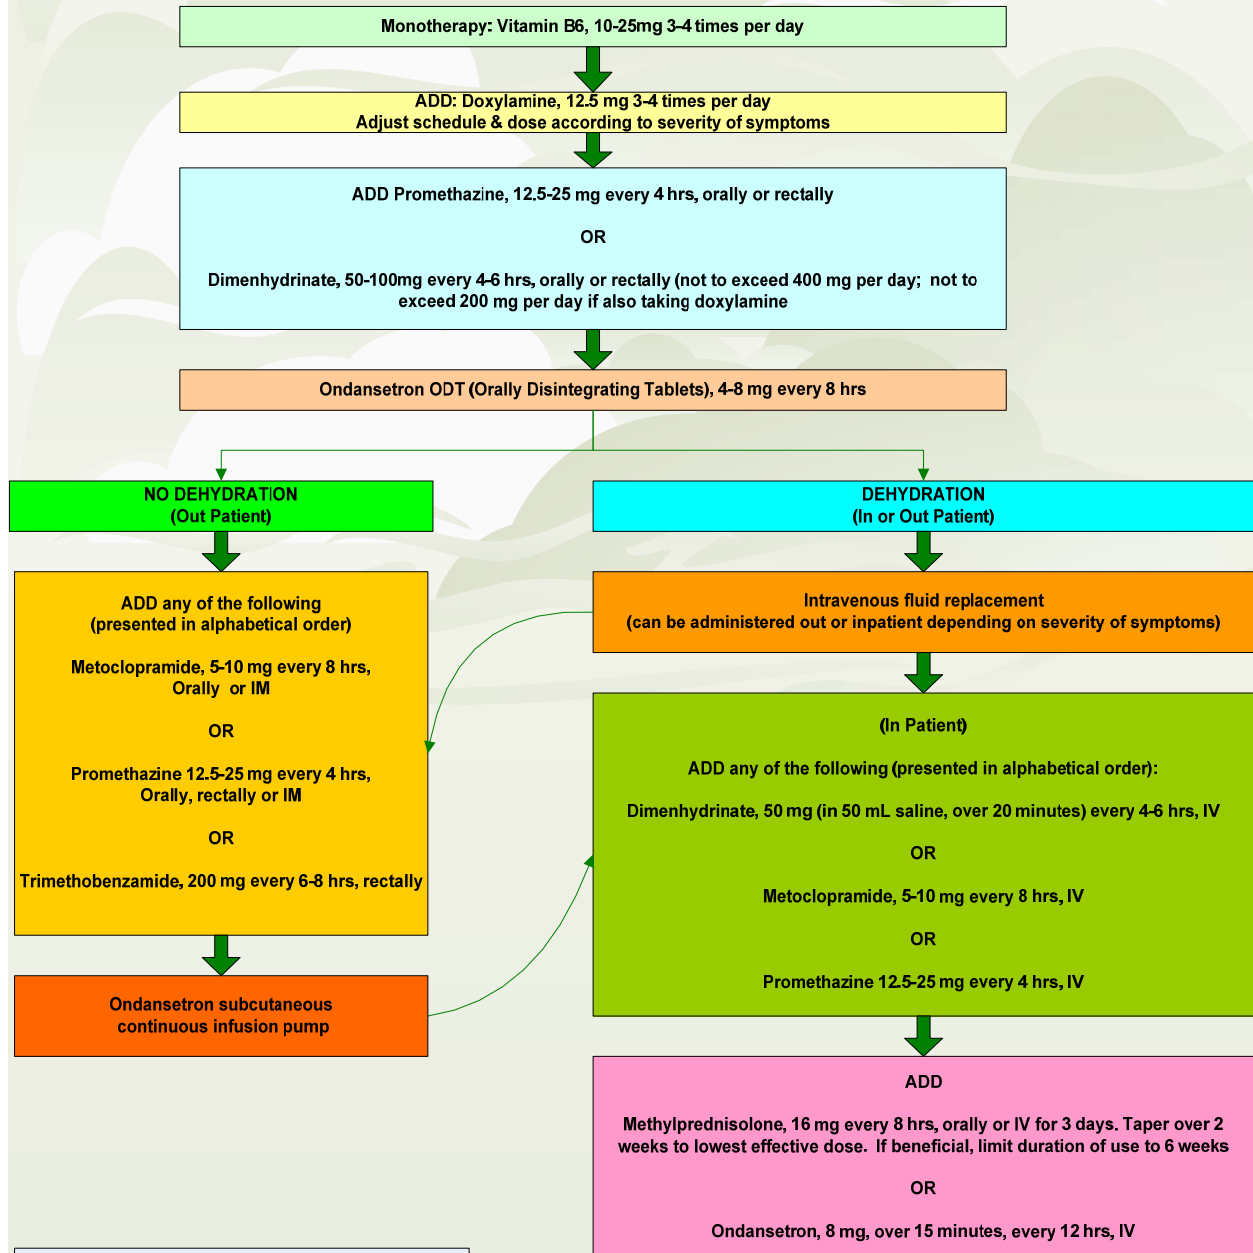 Monotherapy: Vitamin B6, 10-25mg 3-4 times per day
ADD: Doxylamine, 12.5 mg 3-4 times per day
Adjust schedule & dose according to severity of symptoms
ADD Promethazine, 12.5-25 mg every 4 hrs, orally or rectally
OR
Dimenhydrinate, 50-100mg every 4-6 hrs, orally or rectally (not to exceed 400 mg per day;  not to
exceed 200 mg per day if also taking doxylamine
Ondansetron ODT (Orally Disintegrating Tablets), 4-8 mg every 8 hrs
NO DEHYDRATION
(Out Patient)
ADD any of the following
(presented in alphabetical order)
Metoclopramide, 5-10 mg every 8 hrs,
Orally  or IM
OR
Promethazine 12.5-25 mg every 4 hrs,
Orally, rectally or IM
OR
Trimethobenzamide, 200 mg every 6-8 hrs, rectally
Ondansetron subcutaneous
continuous infusion pump
DEHYDRATION
(In or Out Patient)
Intravenous fluid replacement
(can be administered out or inpatient depending on severity of symptoms)
(In Patient)
ADD any of the following (presented in alphabetical order):
Dimenhydrinate, 50 mg (in 50 mL saline, over 20 minutes) every 4-6 hrs, IV
OR
Metoclopramide, 5-10 mg every 8 hrs, IV
OR
Promethazine 12.5-25 mg every 4 hrs, IV
ADD
Methylprednisolone, 16 mg every 8 hrs, orally or IV for 3 days. Taper over 2
weeks to lowest effective dose.  If beneficial, limit duration of use to 6 weeks
OR
Ondansetron, 8 mg, over 15 minutes, every 12 hrs, IV